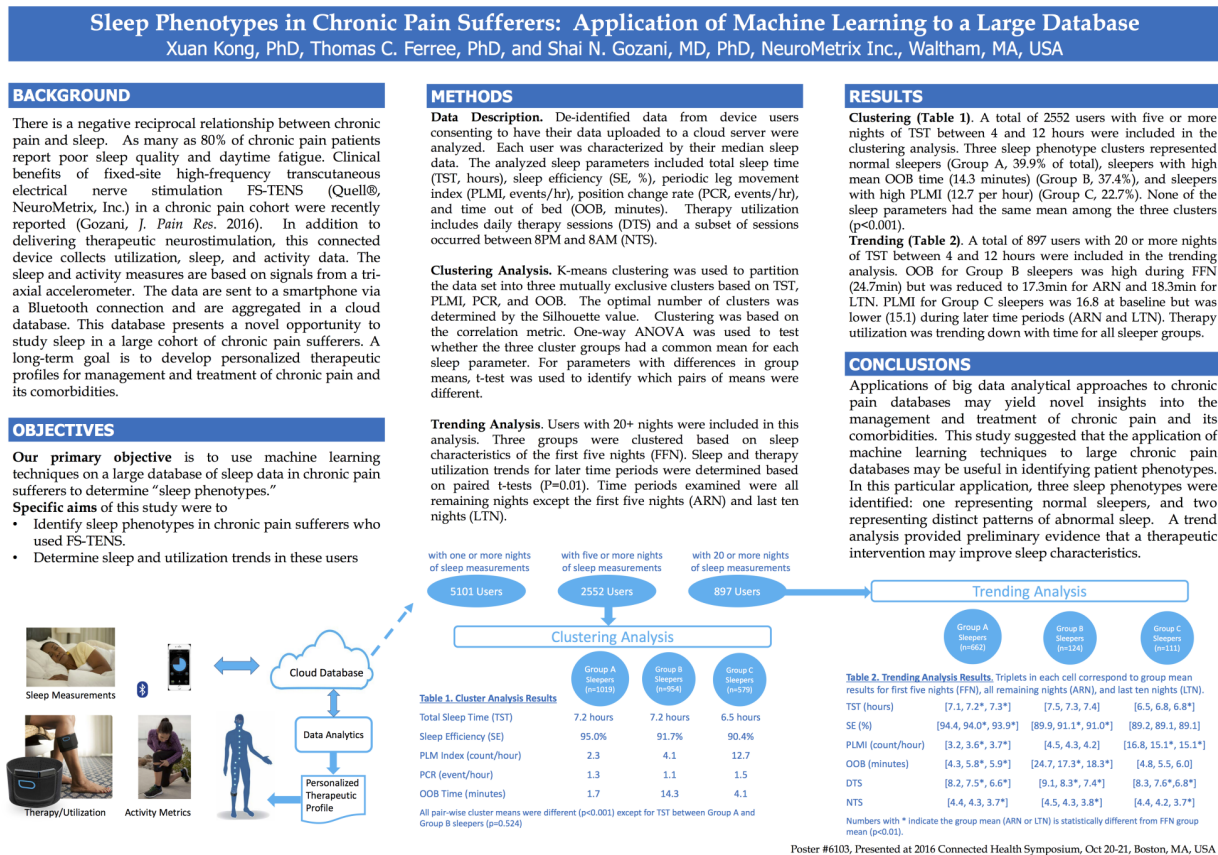 Sleep Phenotypes in Chronic Pain Sufferers: Application of Machine Learning to a Large Database
Xuan Kong, PhD, Thomas C. Ferree, PhD, and Shai N. Gozani, MD, PhD, NeuroMetrix Inc., Waltham, MA, USA
BACKGROUND
There is a negative reciprocal relationship between chronic
pain and sleep. As many as 80% of chronic pain patients
report poor sleep quality and daytime fatigue. Clinical
benefits of fixed-site high-frequency transcutaneous
electrical nerve stimulation FS-TENS (Quell®,
NeuroMetrix, Inc.) in a chronic pain cohort were recently
reported (Gozani, J. Pain Res. 2016). In addition to
delivering therapeutic neurostimulation, this connected
device collects utilization, sleep, and activity data. The
sleep and activity measures are based on signals from a tri-
axial accelerometer. The data are sent to a smartphone via
a Bluetooth connection and are aggregated in a cloud
database. This database presents a novel opportunity to
study sleep in a large cohort of chronic pain sufferers. A
long-term goal is to develop personalized therapeutic
profiles for management and treatment of chronic pain and
its comorbidities.
OBJECTIVES
Our primary objective is to use machine learning
techniques on a large database of sleep data in chronic pain
sufferers to determine “sleep phenotypes.”
Specific aims of this study were to
• Identify sleep phenotypes in chronic pain sufferers who
used FS-TENS.
• Determine sleep and utilization trends in these users
Sleep Measurements
Therapy/Utilization
Activity Metrics
Cloud Database
Data Analytics
Personalized
Therapeutic
Profile
METHODS
Data Description. De-identified data from device users
consenting to have their data uploaded to a cloud server were
analyzed. Each user was characterized by their median sleep
data. The analyzed sleep parameters included total sleep time
(TST, hours), sleep efficiency (SE, %), periodic leg movement
index (PLMI, events/hr), position change rate (PCR, events/hr),
and time out of bed (OOB, minutes). Therapy utilization
includes daily therapy sessions (DTS) and a subset of sessions
occurred between 8PM and 8AM (NTS).
Clustering Analysis. K-means clustering was used to partition
the data set into three mutually exclusive clusters based on TST,
PLMI, PCR, and OOB. The optimal number of clusters was
determined by the Silhouette value. Clustering was based on
the correlation metric. One-way ANOVA was used to test
whether the three cluster groups had a common mean for each
sleep parameter. For parameters with differences in group
means, t-test was used to identify which pairs of means were
different.
Trending Analysis. Users with 20+ nights were included in this
analysis. Three groups were clustered based on sleep
characteristics of the first five nights (FFN). Sleep and therapy
utilization trends for later time periods were determined based
on paired t-tests (P=0.01). Time periods examined were all
remaining nights except the first five nights (ARN) and last ten
nights (LTN).
with one or more nights
of sleep measurements
5101 Users
with five or more nights
of sleep measurements
2552 Users
with 20 or more nights
of sleep measurements
897 Users
Clustering Analysis
Group A
Sleepers
(n=1019)
Group B
Sleepers
(n=954)
Group C
Sleepers
(n=579)
Table 1. Cluster Analysis Results
Total Sleep Time (TST) 7.2 hours 7.2 hours 6.5 hours
Sleep Efficiency (SE) 95.0% 91.7% 90.4%
PLM Index (count/hour) 2.3 4.1 12.7
PCR (event/hour) 1.3 1.1 1.5
OOB Time (minutes) 1.7 14.3 4.1
All pair-wise cluster means were different (p<0.001) except for TST between Group A and
Group B sleepers (p=0.524)
RESULTS
Clustering (Table 1). A total of 2552 users with five or more
nights of TST between 4 and 12 hours were included in the
clustering analysis. Three sleep phenotype clusters represented
normal sleepers (Group A, 39.9% of total), sleepers with high
mean OOB time (14.3 minutes) (Group B, 37.4%), and sleepers
with high PLMI (12.7 per hour) (Group C, 22.7%). None of the
sleep parameters had the same mean among the three clusters
(p<0.001).
Trending (Table 2). A total of 897 users with 20 or more nights
of TST between 4 and 12 hours were included in the trending
analysis. OOB for Group B sleepers was high during FFN
(24.7min) but was reduced to 17.3min for ARN and 18.3min for
LTN. PLMI for Group C sleepers was 16.8 at baseline but was
lower (15.1) during later time periods (ARN and LTN). Therapy
utilization was trending down with time for all sleeper groups.
CONCLUSIONS
Applications of big data analytical approaches to chronic
pain databases may yield novel insights into the
management and treatment of chronic pain and its
comorbidities. This study suggested that the application of
machine learning techniques to large chronic pain
databases may be useful in identifying patient phenotypes.
In this particular application, three sleep phenotypes were
identified: one representing normal sleepers, and two
representing distinct patterns of abnormal sleep. A trend
analysis provided preliminary evidence that a therapeutic
intervention may improve sleep characteristics.
Trending Analysis
Group A
Sleepers
(n=662)
Group B
Sleepers
(n=124)
Group C
Sleepers
(n=111)
Table 2. Trending Analysis Results. Triplets in each cell correspond to group mean
results for first five nights (FFN), all remaining nights (ARN), and last ten nights (LTN).
TST (hours) [7.1, 7.2*, 7.3*] [7.5, 7.3, 7.4] [6.5, 6.8, 6.8*]
SE (%) [94.4, 94.0*, 93.9*] [89.9, 91.1*, 91.0*] [89.2, 89.1, 89.1]
PLMI (count/hour) [3.2, 3.6*, 3.7*] [4.5, 4.3, 4.2] [16.8, 15.1*, 15.1*]
OOB (minutes) [4.3, 5.8*, 5.9*] [24.7, 17.3*, 18.3*] [4.8, 5.5, 6.0]
DTS [8.2, 7.5*, 6.6*] [9.1, 8.3*, 7.4*] [8.3, 7.6*,6.8*]
NTS [4.4, 4.3, 3.7*] [4.5, 4.3, 3.8*] [4.4, 4.2, 3.7*]
Numbers with * indicate the group mean (ARN or LTN) is statistically different from FFN group
mean (p<0.01).
Poster #6103, Presented at 2016 Connected Health Symposium, Oct 20-21, Boston, MA, USA